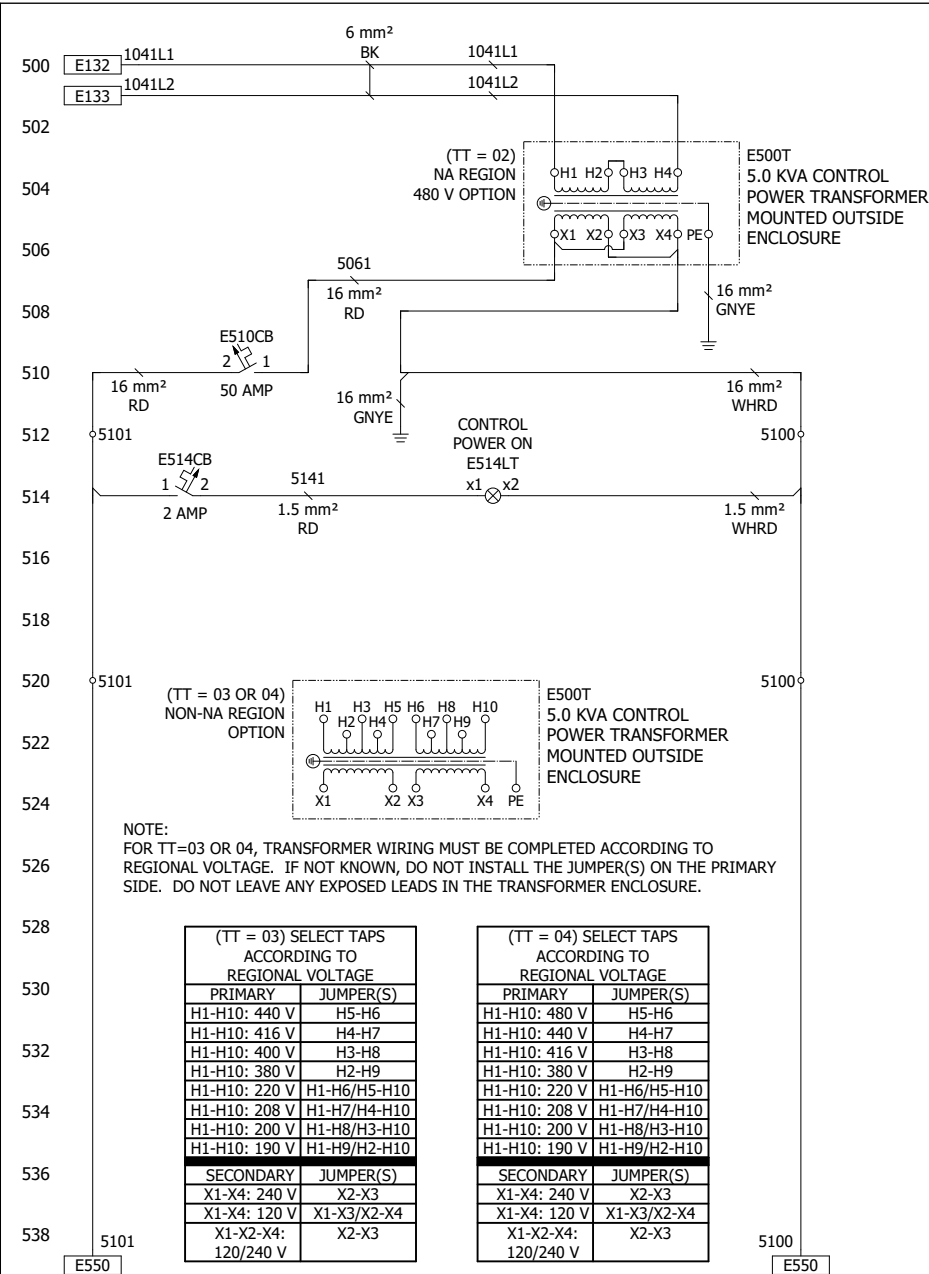 6 mm²
BK
500
E132
1041L1
1041L1
E133
1041L2
1041L2
502
(TT = 02)
NA REGION
480 V OPTION
504
H1 H2 H3 H4
X1 X2 X3 X4 PE
E500T
5.0 KVA CONTROL
POWER TRANSFORMER
MOUNTED OUTSIDE
ENCLOSURE
506
5061
16 mm²
RD
16 mm²
GNYE
508
E510CB
2 1
50 AMP
510
16 mm²
RD
16 mm²
GNYE
16 mm²
WHRD
512
5101
CONTROL
POWER ON
E514LT
x1 x2
5100
E514CB
1 2
2 AMP
514
5141
1.5 mm²
RD
1.5 mm²
WHRD
516
518
520
5101
5100
(TT = 03 OR 04)
NON-NA REGION
OPTION
H1 H3 H5 H6 H8 H10
H2 H4 H7 H9
X1 X2 X3 X4 PE
E500T
5.0 KVA CONTROL
POWER TRANSFORMER
MOUNTED OUTSIDE
ENCLOSURE
522
524
NOTE:
FOR TT=03 OR 04, TRANSFORMER WIRING MUST BE COMPLETED ACCORDING TO
526
REGIONAL VOLTAGE. IF NOT KNOWN, DO NOT INSTALL THE JUMPER(S) ON THE PRIMARY
SIDE. DO NOT LEAVE ANY EXPOSED LEADS IN THE TRANSFORMER ENCLOSURE.
528
530
532
534
536
538
(TT = 03) SELECT TAPS
ACCORDING TO
REGIONAL VOLTAGE
PRIMARY JUMPER(S)
H1-H10: 440 V H5-H6
H1-H10: 416 V H4-H7
H1-H10: 400 V H3-H8
H1-H10: 380 V H2-H9
H1-H10: 220 V H1-H6/H5-H10
H1-H10: 208 V H1-H7/H4-H10
H1-H10: 200 V H1-H8/H3-H10
H1-H10: 190 V H1-H9/H2-H10
SECONDARY JUMPER(S)
X1-X4: 240 V X2-X3
X1-X4: 120 V X1-X3/X2-X4
X1-X2-X4: X2-X3
120/240 V
(TT = 04) SELECT TAPS
ACCORDING TO
REGIONAL VOLTAGE
PRIMARY JUMPER(S)
H1-H10: 480 V H5-H6
H1-H10: 440 V H4-H7
H1-H10: 416 V H3-H8
H1-H10: 380 V H2-H9
H1-H10: 220 V H1-H6/H5-H10
H1-H10: 208 V H1-H7/H4-H10
H1-H10: 200 V H1-H8/H3-H10
H1-H10: 190 V H1-H9/H2-H10
SECONDARY JUMPER(S)
X1-X4: 240 V X2-X3
X1-X4: 120 V X1-X3/X2-X4
X1-X2-X4: X2-X3
120/240 V
5101
E550
5100
E550